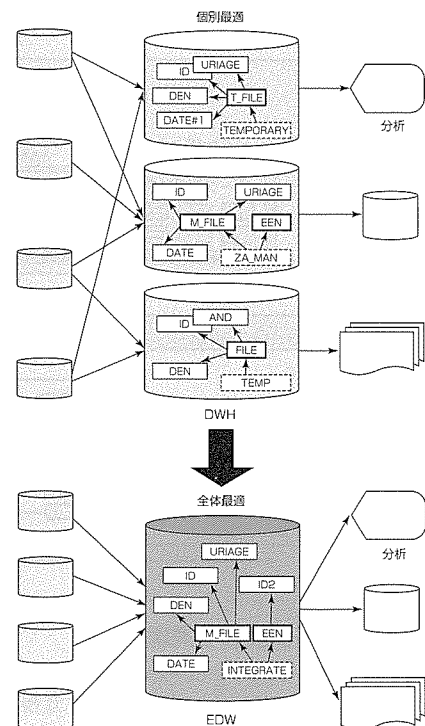 個別最適
URIAGE
ID
DEN
T_FILE
DATE#1
TEMPORARY
分析
ID
URIAGE
M_FILE
EEN
DATE
ZA_MAN
AND
ID
FILE
DEN
TEMP
DWH
全体最適
URIAGE
ID
ID2
DEN
M_FILE
EEN
DATE
INTEGRATE
分析
EDW